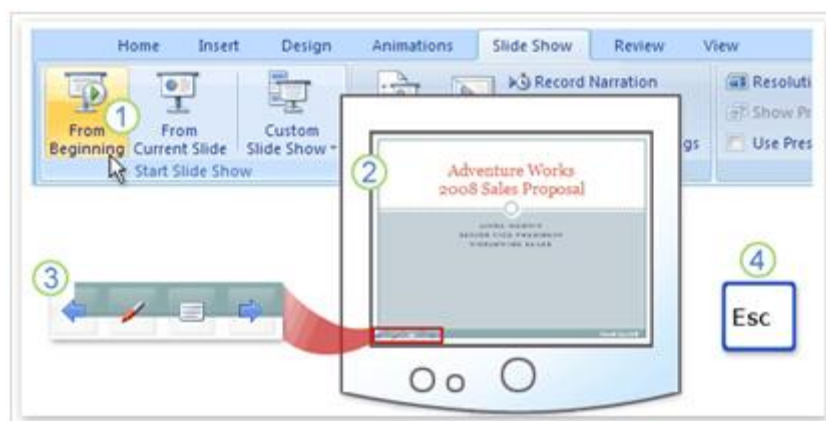 Home Insert Design Animations Slide Show Review View
Record Narration
From Beginning
From Current Slide
Custom Slide Show
Start Slide Show
gs
Resoluti
Show Pr
Use Pres
1
2
Adventure Works
2008 Sales Proposal
3
4
Esc